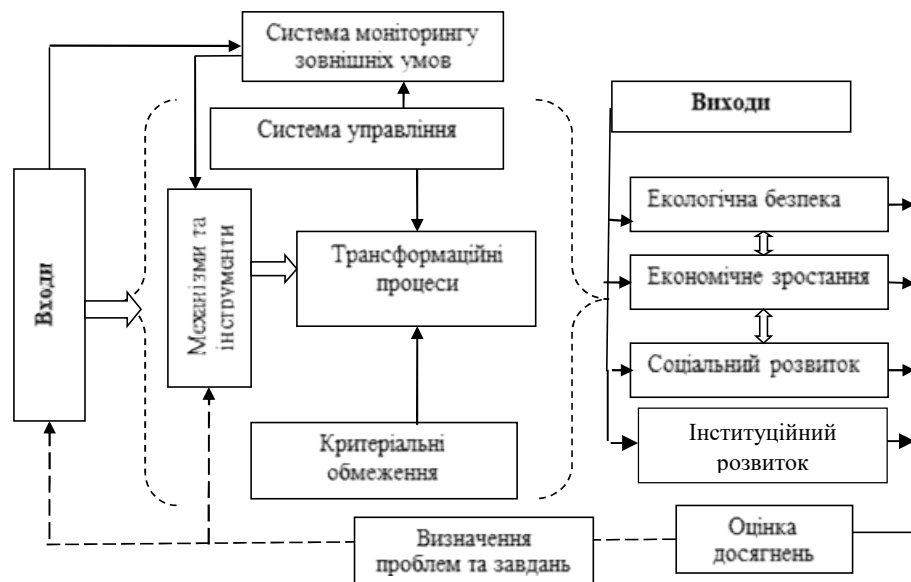 Система моніторингу
зовнішніх умов
Система управління
Виходи
Входи
Механізми та
інструменти
Трансформаційні
процеси
Екологічна безпека
Економічне зростання
Соціальний розвиток
Інституційний
розвиток
Критеріальні
обмеження
Визначення
проблем та завдань
Оцінка
досягнень